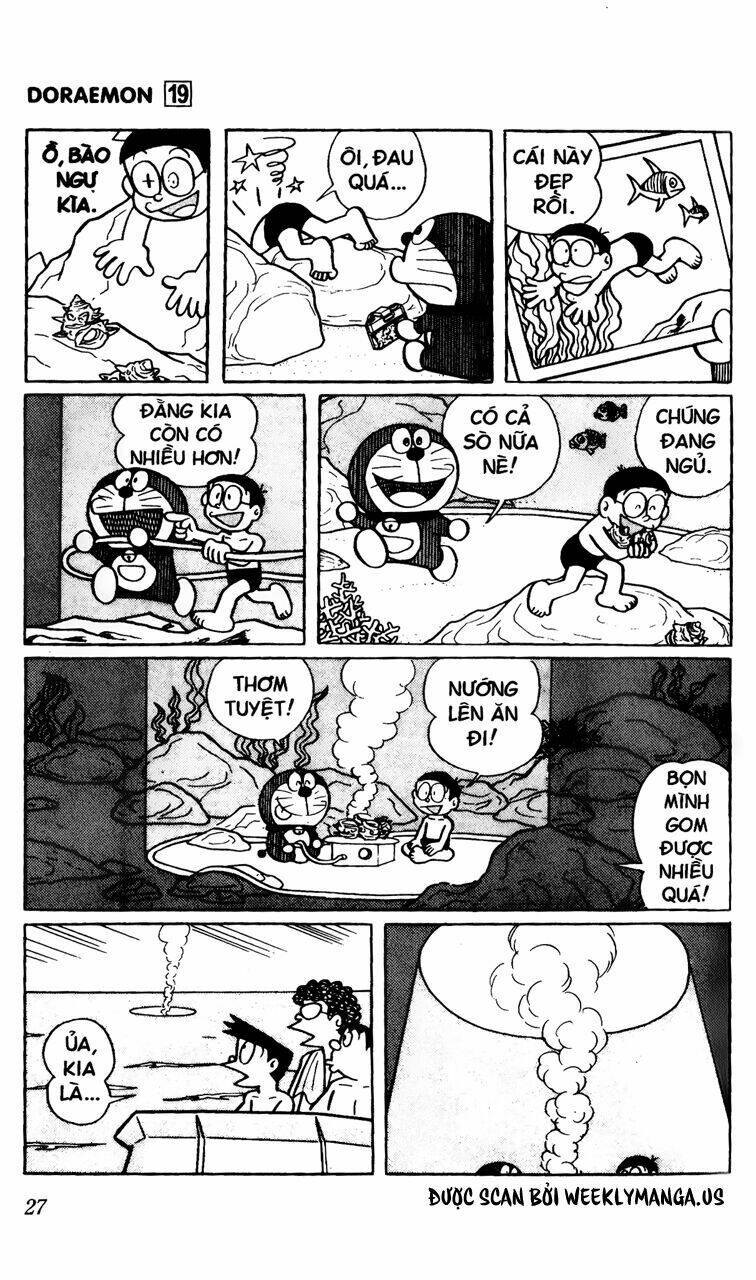 DORAEMON 19
CÁI NÀY
ĐẸP
RỒI.
ÔI, ĐAU
QUÁ...
Ồ, BÀO
NGỰ
KIA.
CHÚNG
ĐANG
NGỦ.
CÓ CẢ
SÒ NỮA
NÈ!
ĐẰNG KIA
CÒN CÓ
NHIỀU HƠN!
BỌN
MÌNH
GOM
ĐƯỢC
NHIỀU
QUÁ!
NƯỚNG
LÊN ĂN
ĐI!
THƠM
TUYỆT!
ỦA,
KIA
LÀ...
27
ĐƯỢC SCAN BỞI WEEKLYMANGA.US